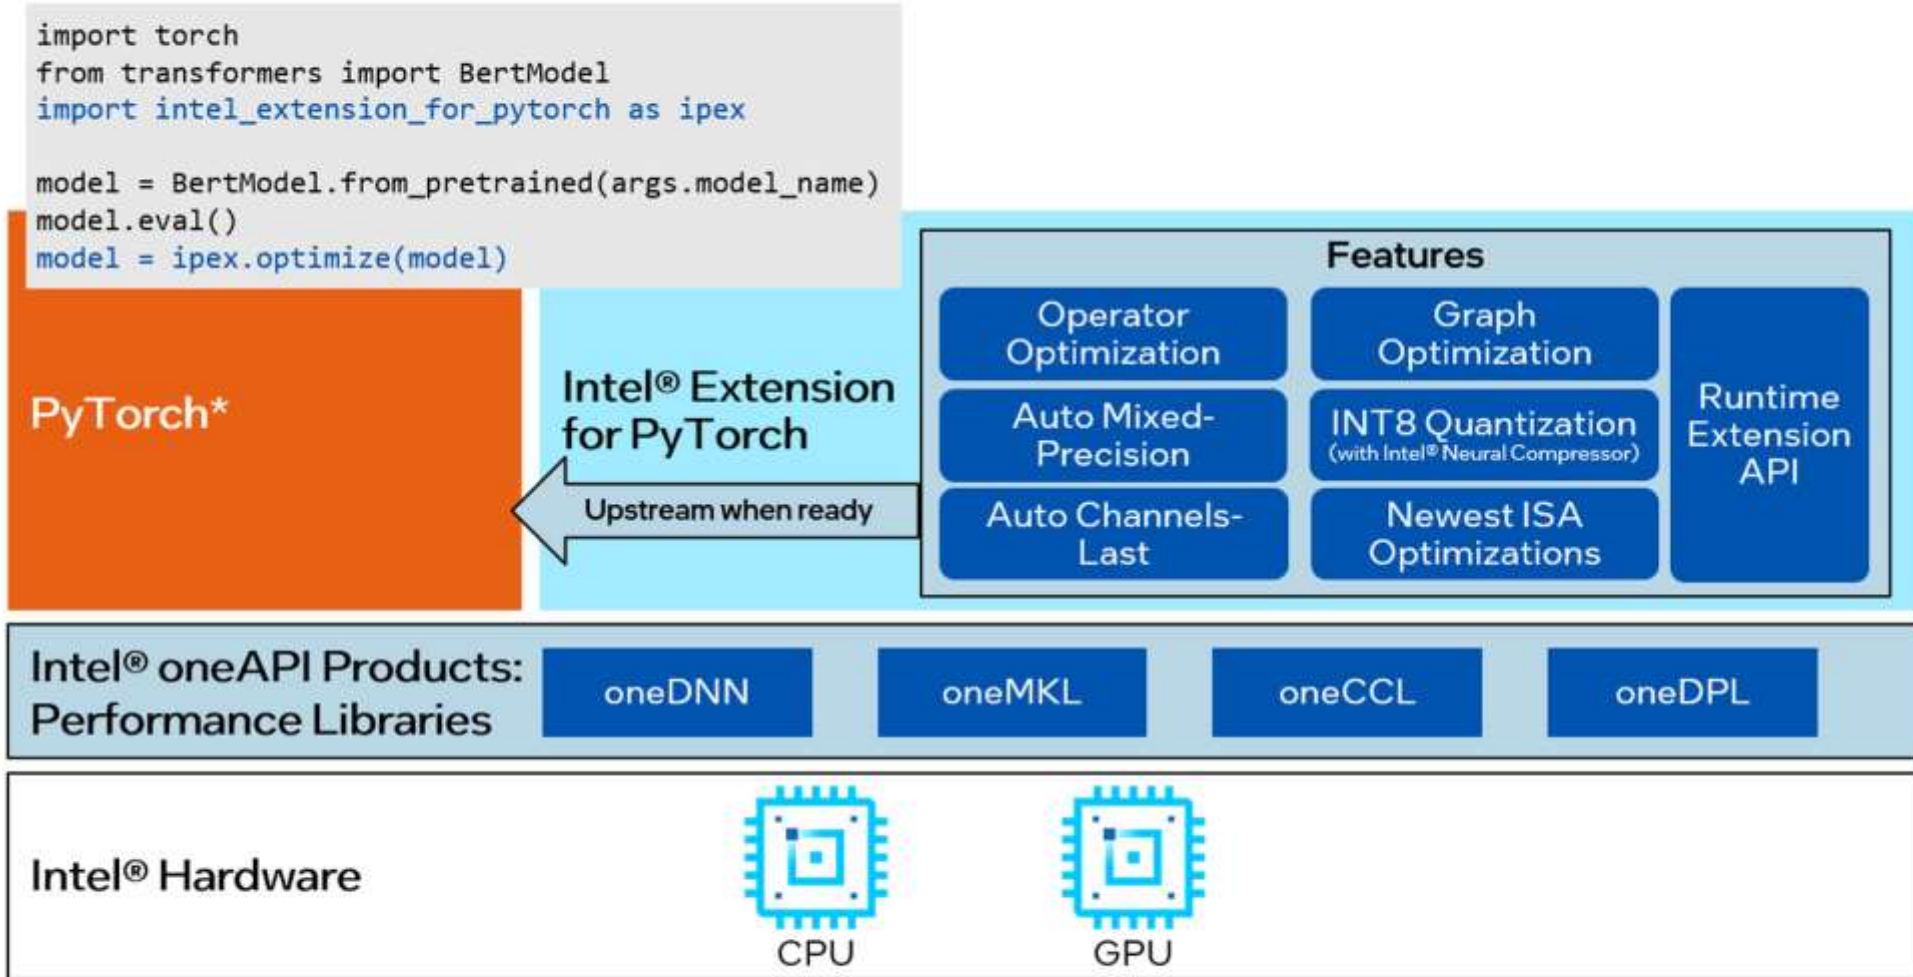 import torch
from transformers import BertModel
import intel_extension_for_pytorch as ipex
model = BertModel.from_pretrained(args.model_name)
model.eval()
model = ipex.optimize(model)
PyTorch*
Intel® Extension
for PyTorch
Upstream when ready
Features
Operator
Optimization
Graph
Optimization
Auto Mixed-
Precision
INT8 Quantization
(with Intel® Neural Compressor)
Auto Channels-
Last
Newest ISA
Optimizations
Runtime
Extension
API
Intel® oneAPI Products:
Performance Libraries
oneDNN
oneMKL
oneCCL
oneDPL
Intel® Hardware
CPU
GPU